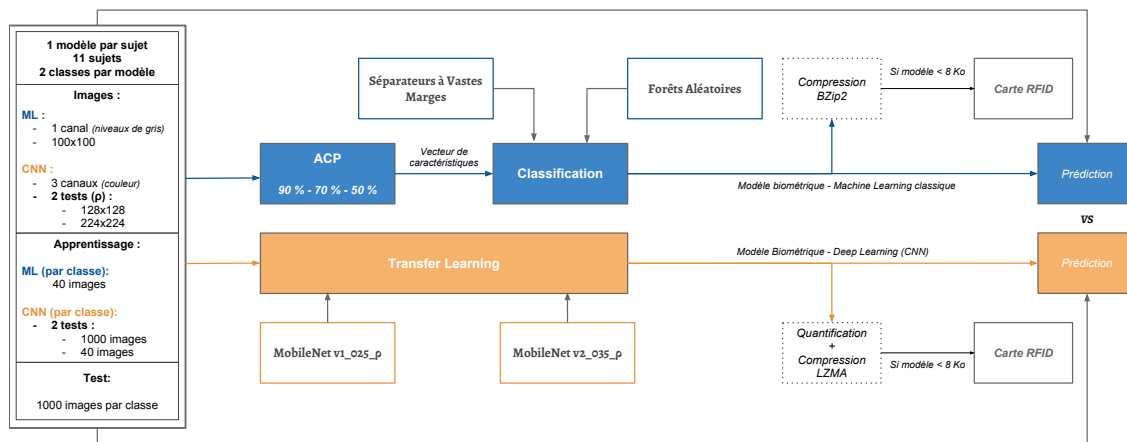 1 modèle par sujet
11 sujets
2 classes par modèle
Images :
ML :
- 1 canal (niveaux de gris)
- 100x100
CNN :
- 3 canaux (couleur)
- 2 tests (ρ) :
- 128x128
- 224x224
Apprentissage :
ML (par classe):
40 images
CNN (par classe):
- 2 tests :
- 1000 images
- 40 images
Test:
1000 images par classe
Séparateurs à Vastes
Marges
Forêts Aléatoires
Compression
BZip2
Si modèle < 8 Ko
Carte RFID
ACP
90 % - 70 % - 50 %
Vecteur de
caractéristiques
Classification
Modèle biométrique - Machine Learning classique
Prédiction
vs
Transfer Learning
Modèle Biométrique - Deep Learning (CNN)
Prédiction
MobileNet v1_025_ρ
MobileNet v2_035_ρ
Quantification
+
Compression
LZMA
Si modèle < 8 Ko
Carte RFID